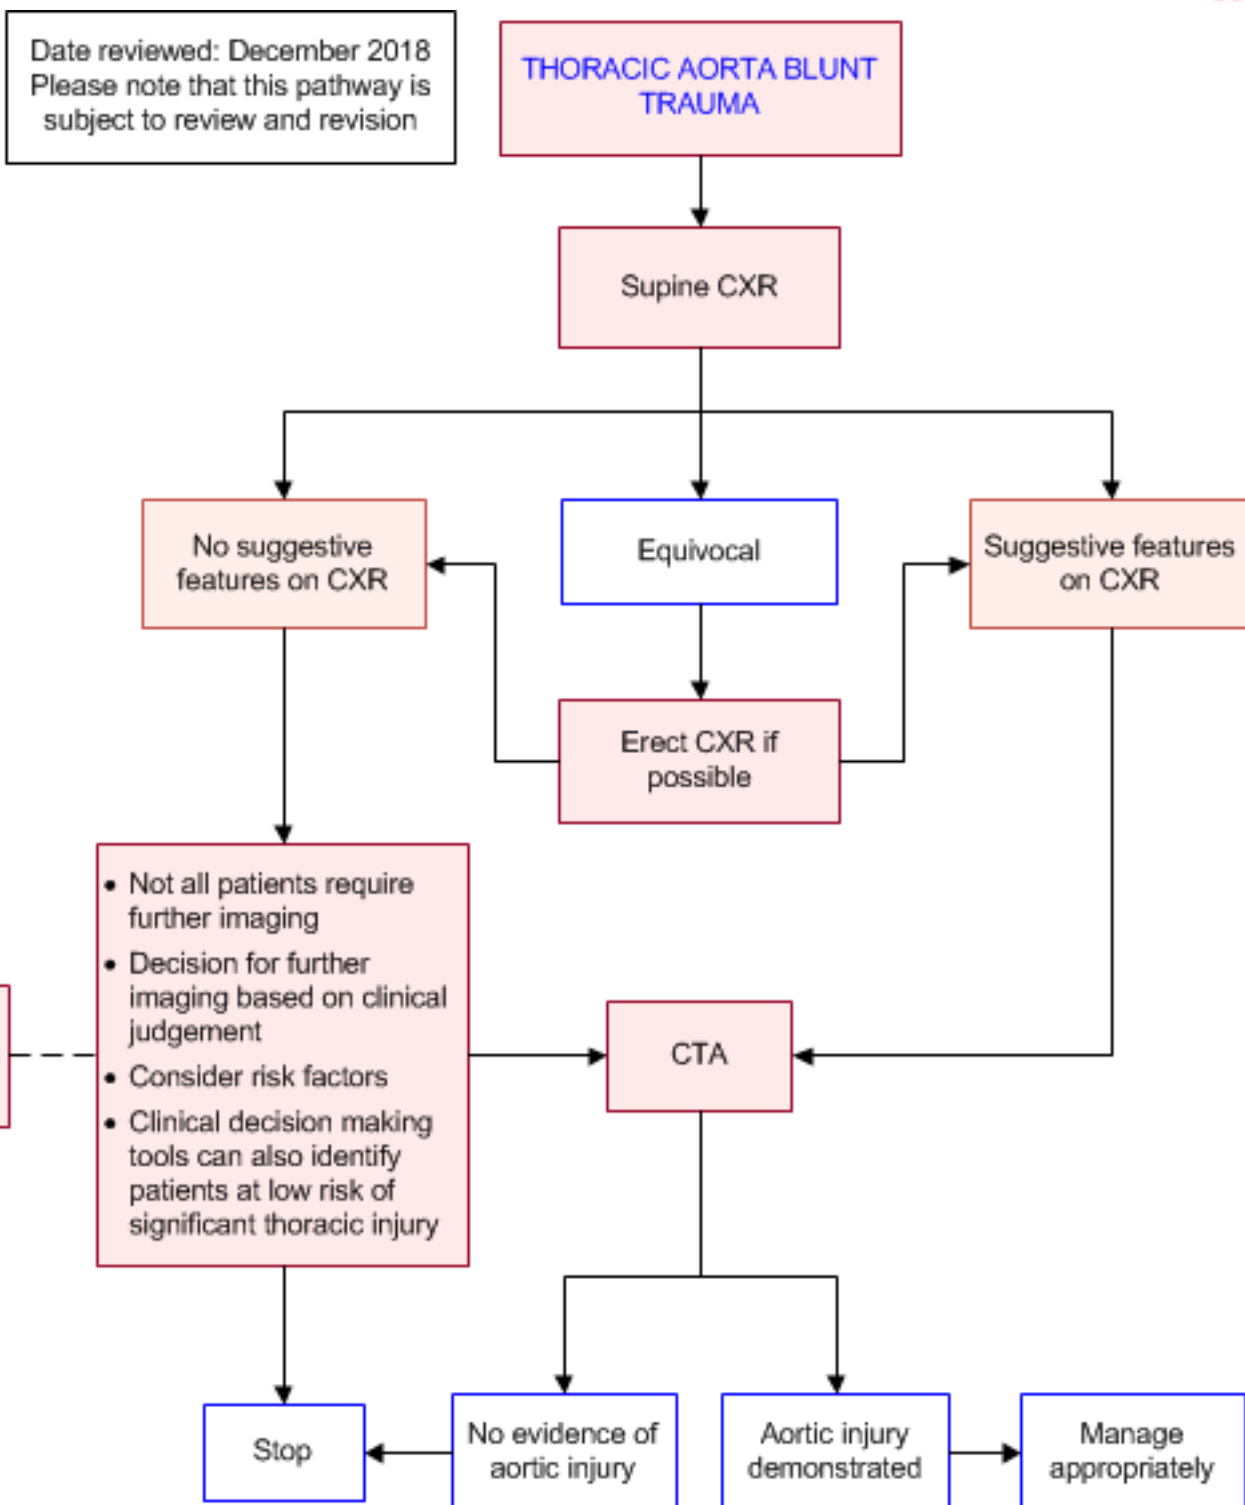 Date reviewed: December 2018
Please note that this pathway is
subject to review and revision
THORACIC AORTA BLUNT
TRAUMA
Supine CXR
No suggestive
features on CXR
Equivocal
Suggestive features
on CXR
Erect CXR if
possible
• Not all patients require
further imaging
• Decision for further
imaging based on clinical
judgement
• Consider risk factors
• Clinical decision making
tools can also identify
patients at low risk of
significant thoracic injury
CTA
Stop
No evidence of
aortic injury
Aortic injury
demonstrated
Manage
appropriately